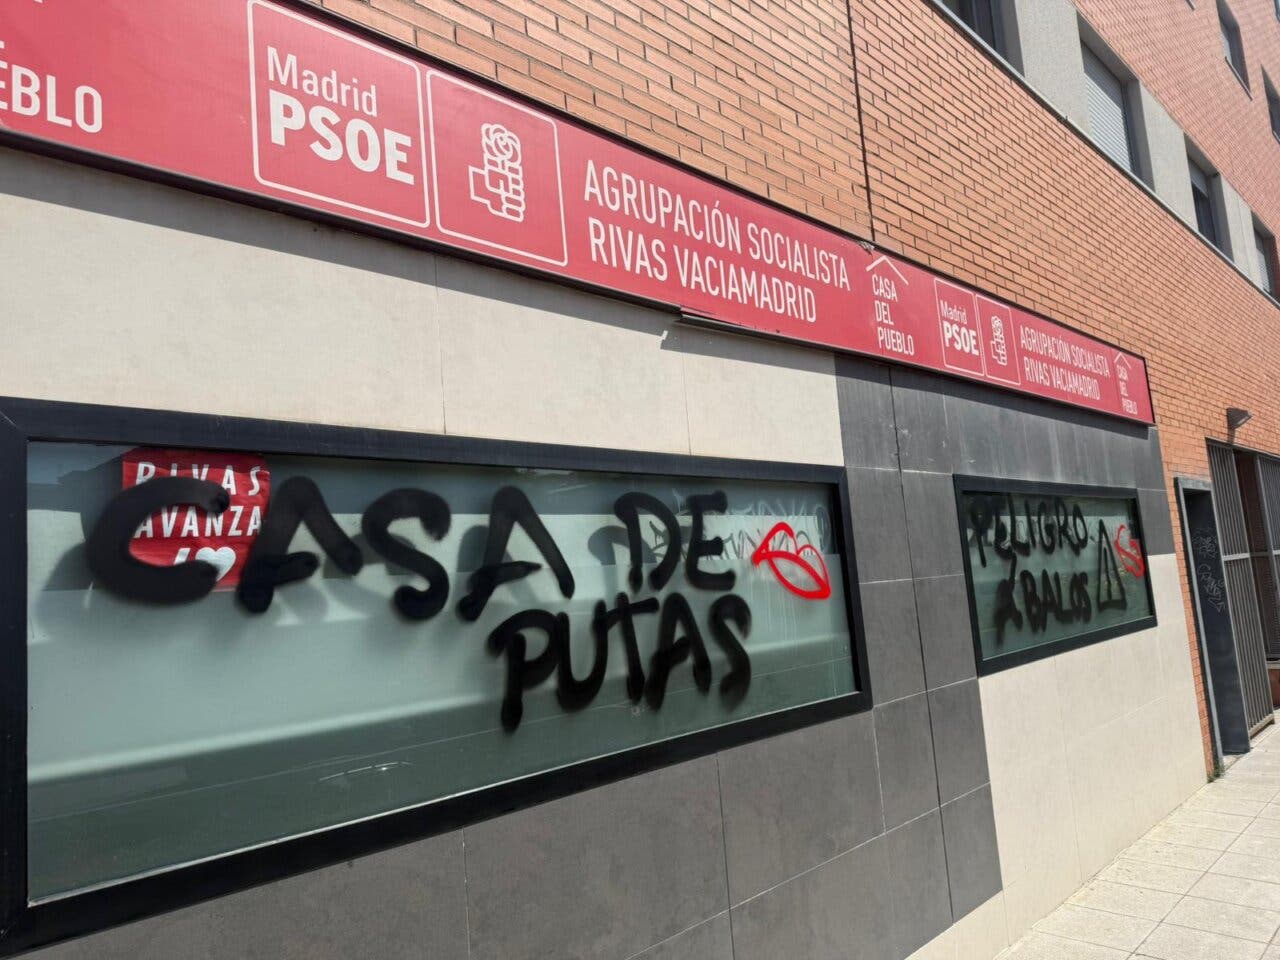 EBLO
Madrid
PSOE
AGRUPACIÓN SOCIALISTA
RIVAS VACIAMADRID
CASA
DEL
PUEBLO
Madrid
PSOE
AGRUPACIÓN SOCIALISTA
RIVAS VACIAMADRID
CASA
DEL
PUEBLO
RIVAS
AVANZA
CASA DE
PUTAS
PELIGRO
BALOS